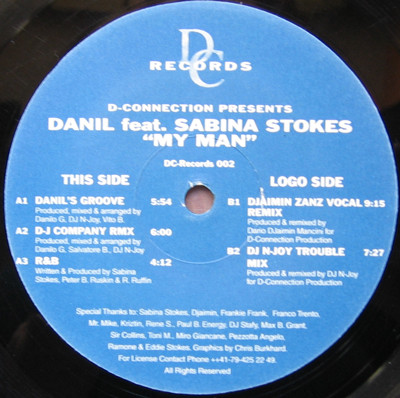 DC
RECORDS
D-CONNECTION PRESENTS
DANIL feat. SABINA STOKES
"MY MAN"
DC-Records 002
THIS SIDE
A1 DANIL'S GROOVE 5:54
Produced, mixed & arranged by
Danilo G, DJ N-Joy, Vito B.
A2 D-J COMPANY RMX 6:00
Produced, mixed & arranged by
Danilo G, Salvatore B., DJ N-Joy
A3 R&B 4:12
Written & Produced by Sabina
Stokes, Peter B. Ruskin & R. Ruffin
LOGO SIDE
B1 DJAIMIN ZANZ VOCAL 9:15
REMIX
Produced & remixed by
Dario DJaimin Mancini for
D-Connection Production
B2 DJ N-JOY TROUBLE 7:27
MIX
Produced & remixed by DJ N-Joy
for D-Connection Production
Special Thanks to: Sabina Stokes, Djaimin, Frankie Frank, Franco Trento,
Mr. Mike, Kriztin, Rene S., Paul B. Energy, DJ Stafy, Max B. Grant,
Sir Collins, Toni M., Miro Giancane, Pezzotta Angelo,
Ramone & Eddie Stokes. Graphics by Chris Burkhard.
For License Contact Phone ++41-79-425 22 49.
All Rights Reserved